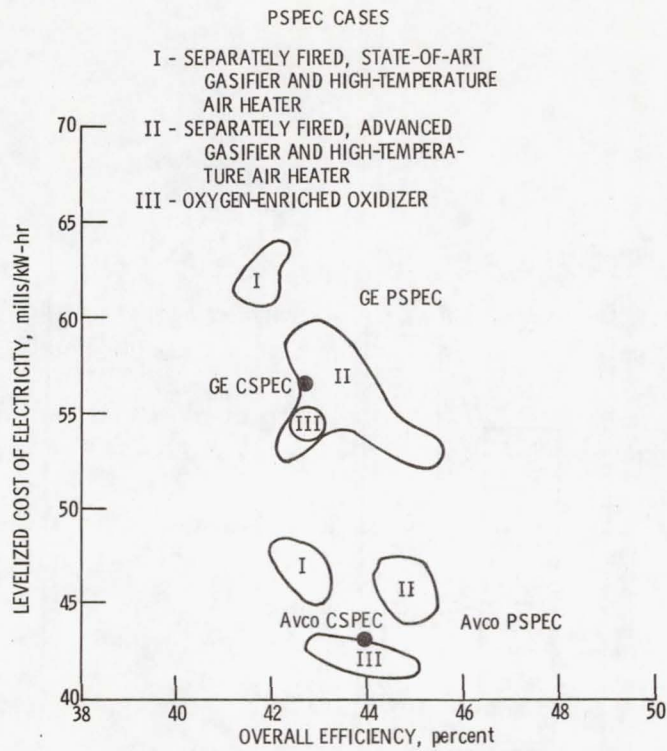 PSPEC CASES
I - SEPARATELY FIRED, STATE-OF-ART
GASIFIER AND HIGH-TEMPERATURE
AIR HEATER
II - SEPARATELY FIRED, ADVANCED
GASIFIER AND HIGH-TEMPERA-
TURE AIR HEATER
III - OXYGEN-ENRICHED OXIDIZER
70
65
60
55
50
45
40
LEVELIZED COST OF ELECTRICITY, mills/kW-hr
I
GE PSPEC
II
GE CSPEC
III
I
II
Avco CSPEC
Avco PSPEC
III
38
40
42
44
46
48
50
OVERALL EFFICIENCY, percent